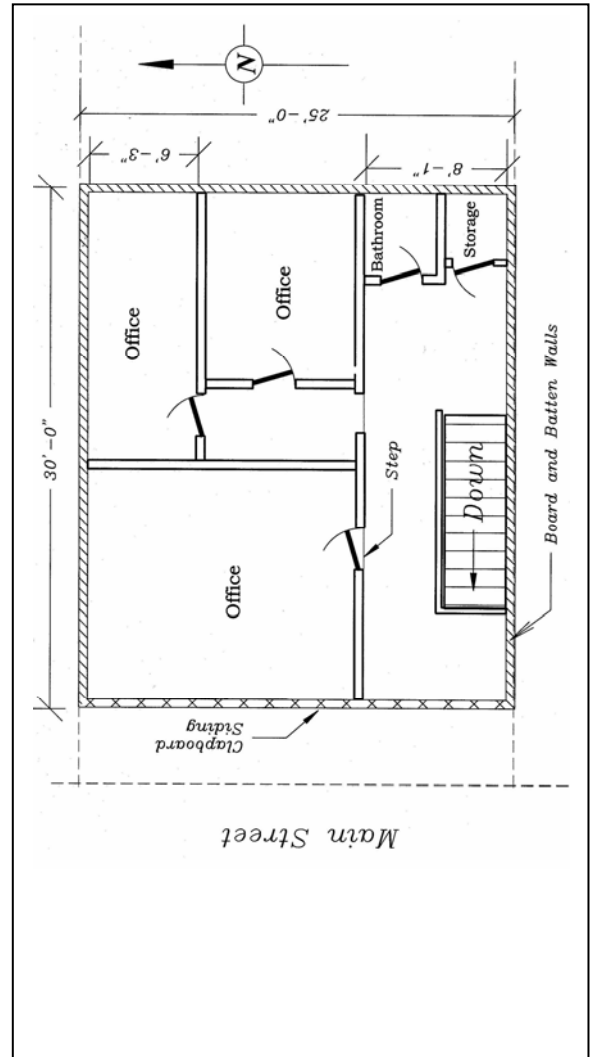 N
25'-0"
6'-3"
8'-1"
30'-0"
Office
Office
Bathroom
Storage
Office
Step
Down
Board and Batten Walls
Clapboard
Siding
Main Street